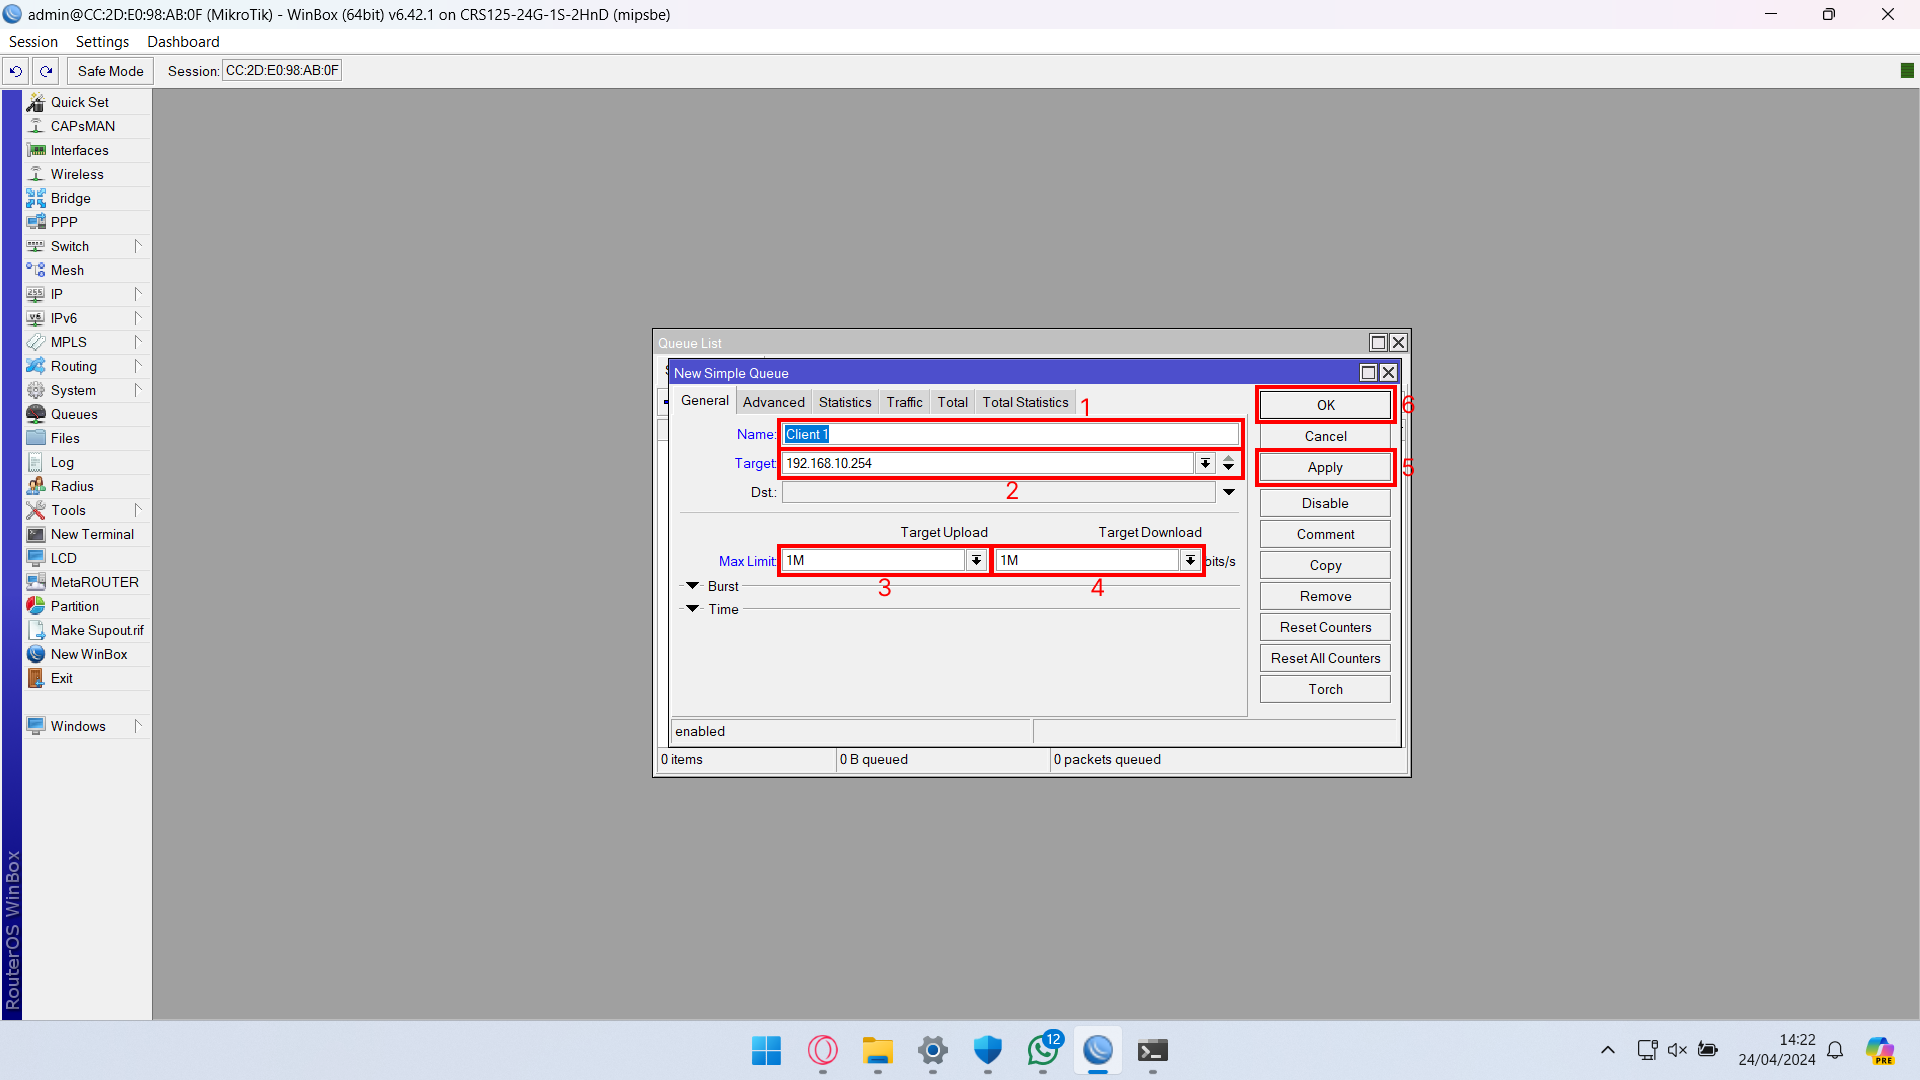 admin@CC:2D:E0:98:AB:0F (MikroTik) - WinBox (64bit) v6.42.1 on CRS125-24G-1S-2HnD (mipsbe)
Session Settings Dashboard
Safe Mode Session: CC:2D:E0:98:AB:0F
Quick Set
CAPsMAN
Interfaces
Wireless
Bridge
PPP
Switch
Mesh
IP
IPv6
MPLS
Routing
System
Queues
Files
Log
Radius
Tools
New Terminal
LCD
MetaROUTER
Partition
Make Supout.rif
New WinBox
Exit
Windows
RouterOS WinBox
Queue List
New Simple Queue
General Advanced Statistics Traffic Total Total Statistics 1
Name: Client 1
Target: 192.168.10.254
Dst.: 2
Target Upload Target Download
Max Limit: 1M 1M bits/s
3 4
Burst
Time
OK 6
Cancel
Apply 5
Disable
Comment
Copy
Remove
Reset Counters
Reset All Counters
Torch
enabled
0 items 0 B queued 0 packets queued
12
14:22
24/04/2024
PRE